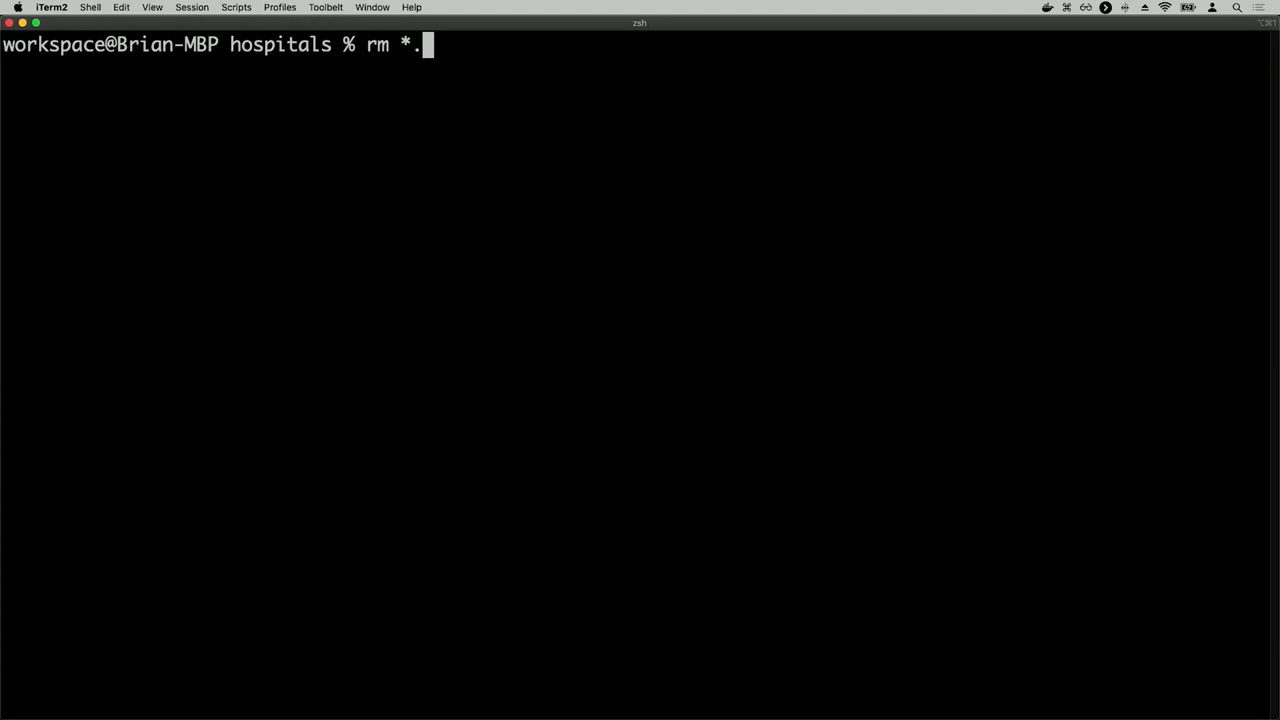 iTerm2 Shell Edit View Session Scripts Profiles Toolbelt Window Help
zsh
workspace@Brian-MBP hospitals % rm *.